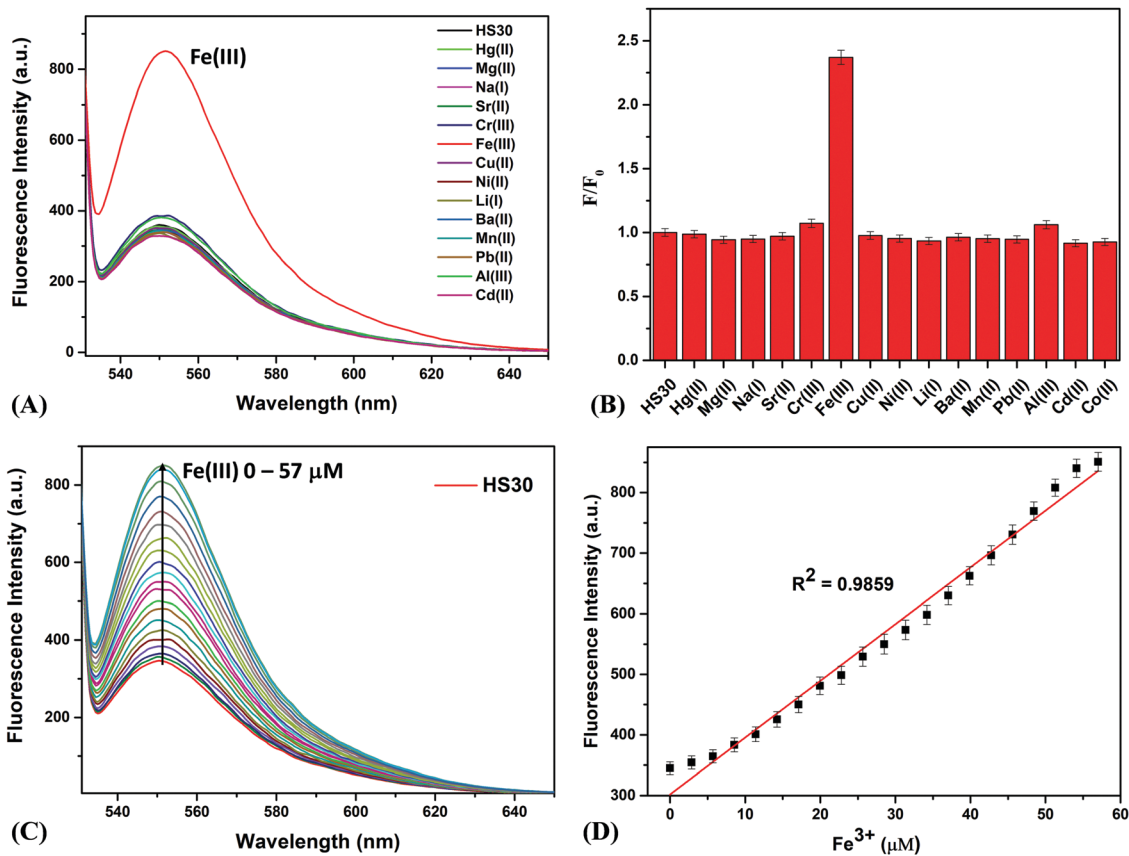 Fluorescence Intensity (a.u.)
800
600
400
200
0
Fe(III)
HS30
Hg(II)
Mg(II)
Na(I)
Sr(II)
Cr(III)
Fe(III)
Cu(II)
Ni(II)
Li(I)
Ba(II)
Mn(II)
Pb(II)
Al(III)
Cd(II)
540 560 580 600 620 640
Wavelength (nm)
(A)
F/F0
2.5
2.0
1.5
1.0
0.5
0.0
HS30 Hg(II) Mg(II) Na(I) Sr(II) Cr(III) Fe(III) Cu(II) Ni(II) Li(I) Ba(II) Mn(II) Pb(II) Al(III) Cd(II) Co(II)
(B)
Fluorescence Intensity (a.u.)
800
700
600
500
400
300
200
Fe(III) 0 – 57 μM
HS30
540 560 580 600 620 640
Wavelength (nm)
(C)
Fluorescence Intensity (a.u.)
800
700
600
500
400
300
R² = 0.9859
0 10 20 30 40 50 60
Fe³⁺ (μM)
(D)